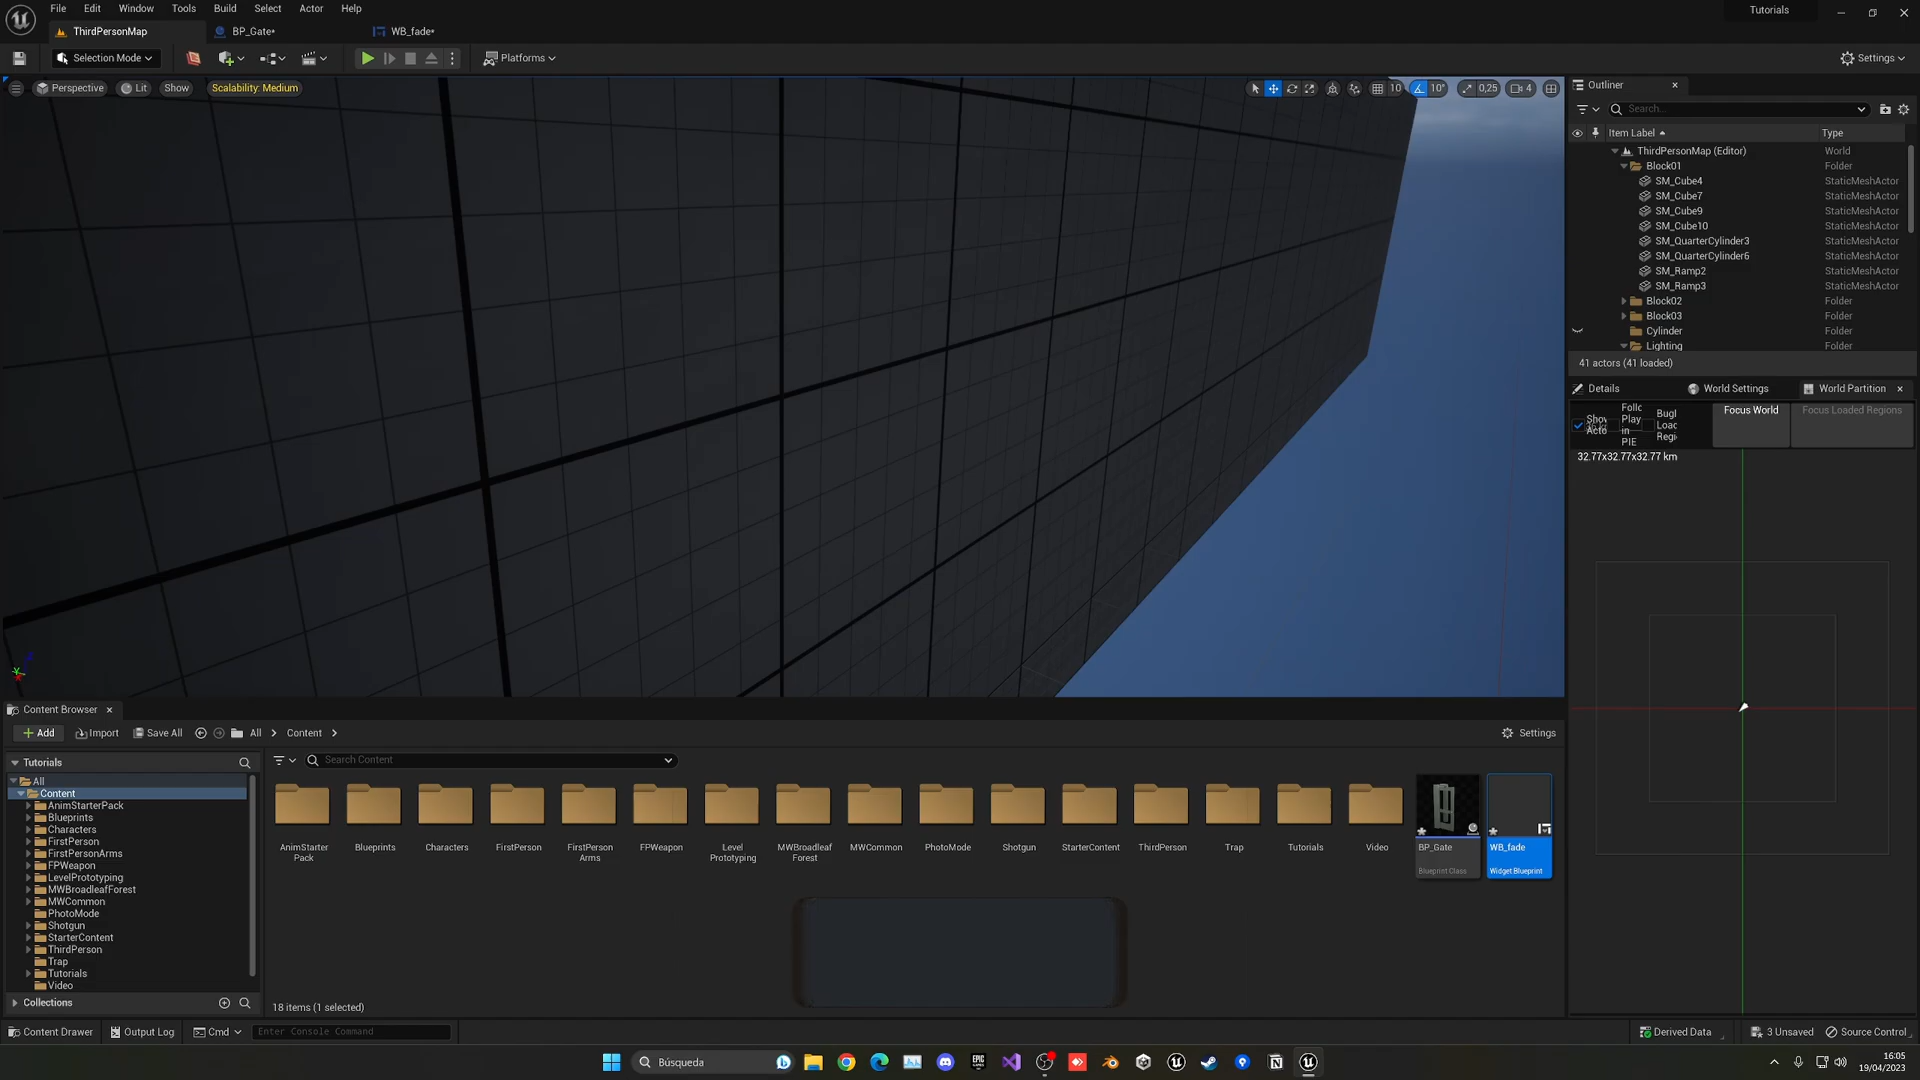 File Edit Window Tools Build Select Actor Help
Tutorials
ThirdPersonMap
BP_Gate*
WB_fade*
Selection Mode
Platforms
Settings
Perspective
Lit
Show
Scalability: Medium
10
10°
0,25
4
Outliner
Search...
Item Label
Type
ThirdPersonMap (Editor) World
Block01 Folder
SM_Cube4 StaticMeshActor
SM_Cube7 StaticMeshActor
SM_Cube9 StaticMeshActor
SM_Cube10 StaticMeshActor
SM_QuarterCylinder3 StaticMeshActor
SM_QuarterCylinder6 StaticMeshActor
SM_Ramp2 StaticMeshActor
SM_Ramp3 StaticMeshActor
Block02 Folder
Block03 Folder
Cylinder Folder
Lighting Folder
41 actors (41 loaded)
Details
World Settings
World Partition
Play
in
PIE
Focus World
Focus Loaded Regions
32.77x32.77x32.77 km
Content Browser
Add
Import
Save All
All
Content
Settings
Tutorials
Search Content
All
Content
AnimStarterPack
Blueprints
Characters
FirstPerson
FirstPersonArms
FPWeapon
LevelPrototyping
MWBroadleafForest
MWCommon
PhotoMode
Shotgun
StarterContent
ThirdPerson
Trap
Tutorials
Video
Collections
AnimStarter
Pack
Blueprints
Characters
FirstPerson
FirstPerson
Arms
FPWeapon
Level
Prototyping
MWBroadleaf
Forest
MWCommon
PhotoMode
Shotgun
StarterContent
ThirdPerson
Trap
Tutorials
Video
BP_Gate
Blueprint Class
WB_fade
Widget Blueprint
18 items (1 selected)
Content Drawer
Output Log
Cmd
Enter Console Command
Derived Data
3 Unsaved
Source Control
Búsqueda
EPIC
GAMES
16:05
19/04/2023